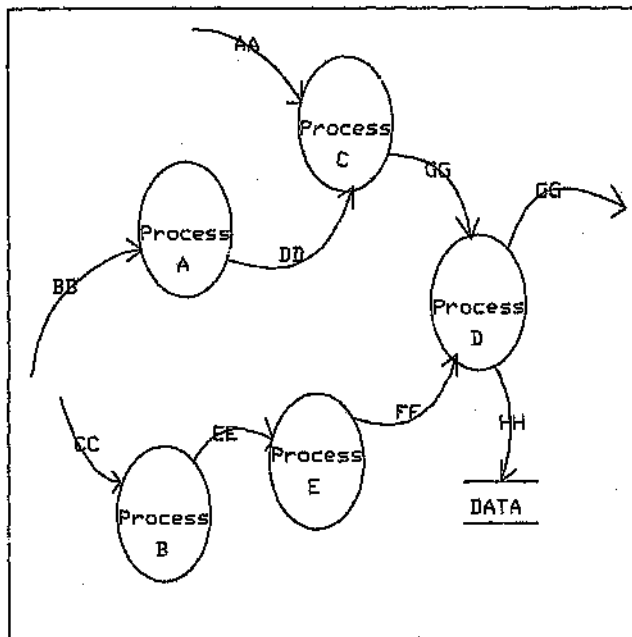 AA
Process
C
GG
GG
Process
A
DD
BB
Process
D
FF
HH
CC
EE
Process
E
DATA
Process
B